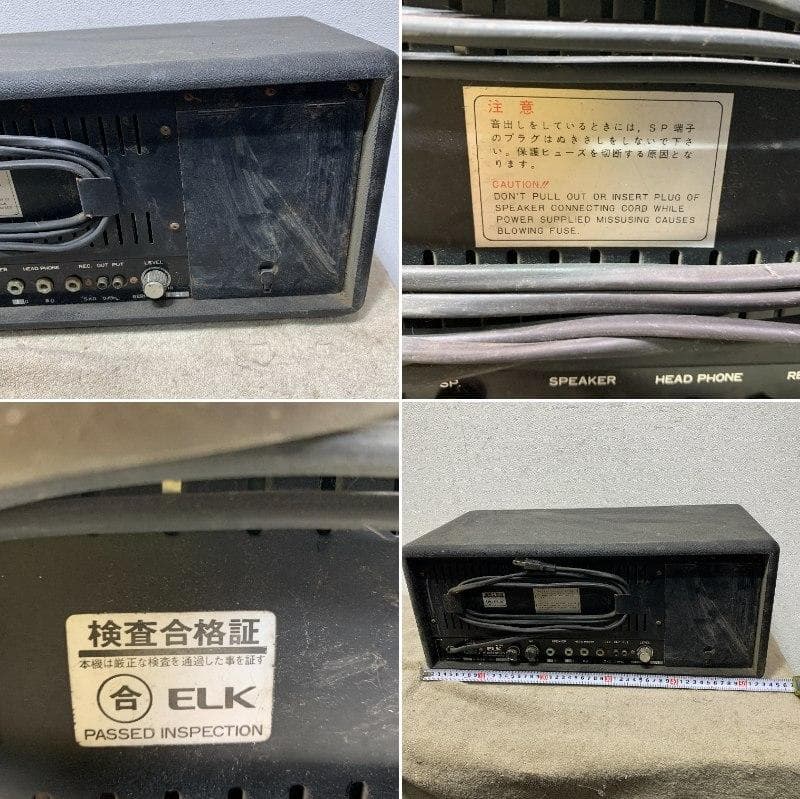 HEAD PHONE
REC. OUT PUT
LEVEL
注 意
音出しをしているときには, SP 端子
のプラグはぬきさしをしないで下さ
い。保護ヒューズを切断する原因とな
ります。
CAUTION!!
DON'T PULL OUT OR INSERT PLUG OF
SPEAKER CONNECTING CORD WHILE
POWER SUPPLIED MISSUSING CAUSES
BLOWING FUSE.
SP.
SPEAKER
HEAD PHONE
検査合格証
本機は厳正な検査を通過した事を証す
合 ELK
PASSED INSPECTION
ELK
SPEAKER
LEVEL